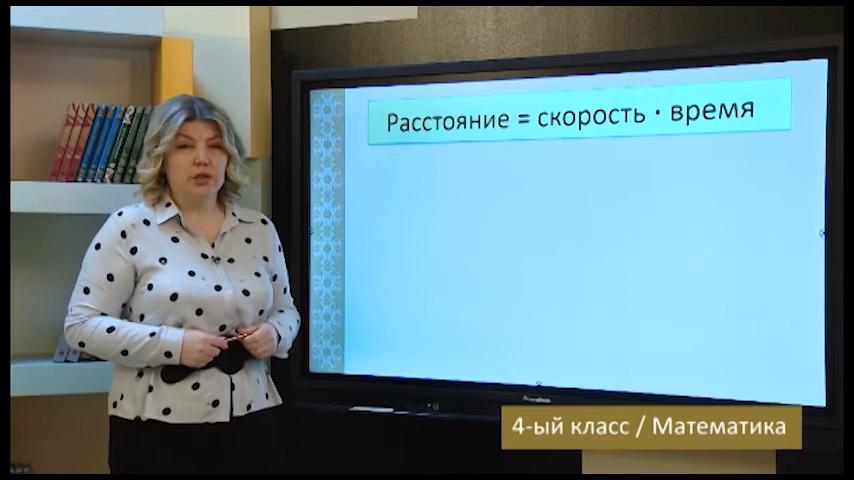 Расстояние = скорость · время
4-ый класс / Математика